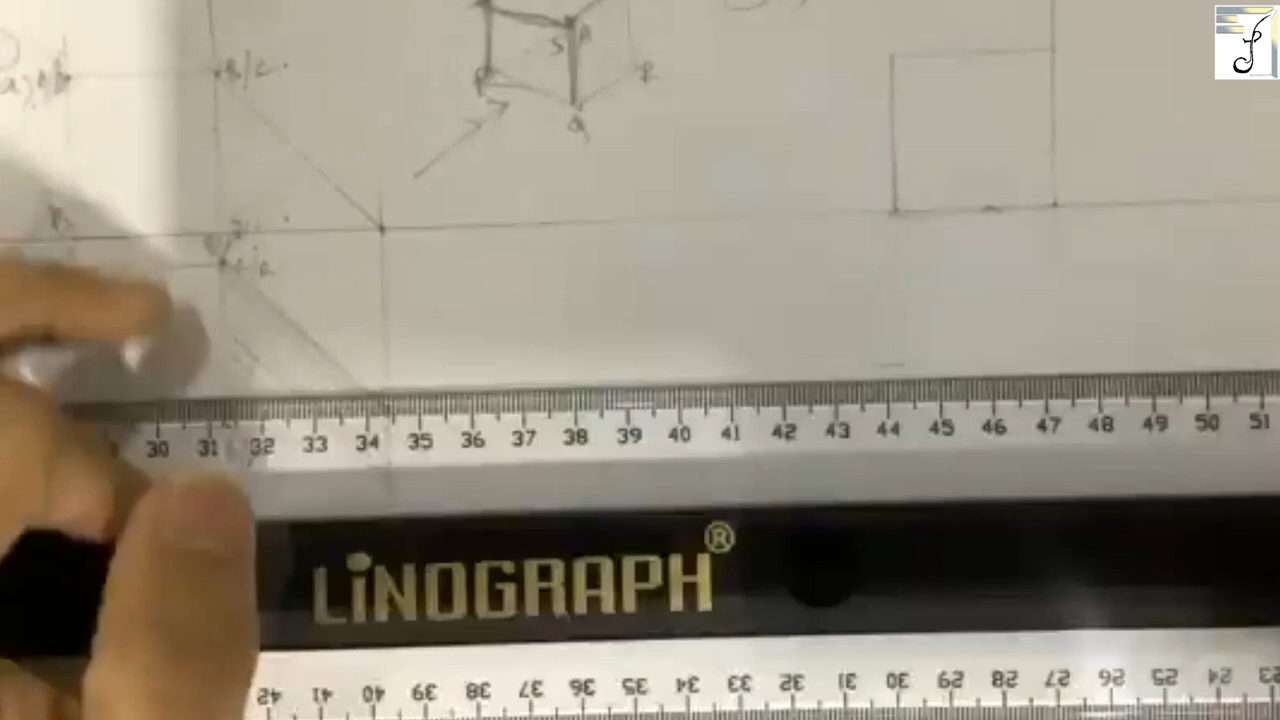 B/c
S
R
Q
30 31 32 33 34 35 36 37 38 39 40 41 42 43 44 45 46 47 48 49 50 51
LiNOGRAPH®
42 41 40 39 38 37 36 35 34 33 32 31 30 29 28 27 26 25 24 23